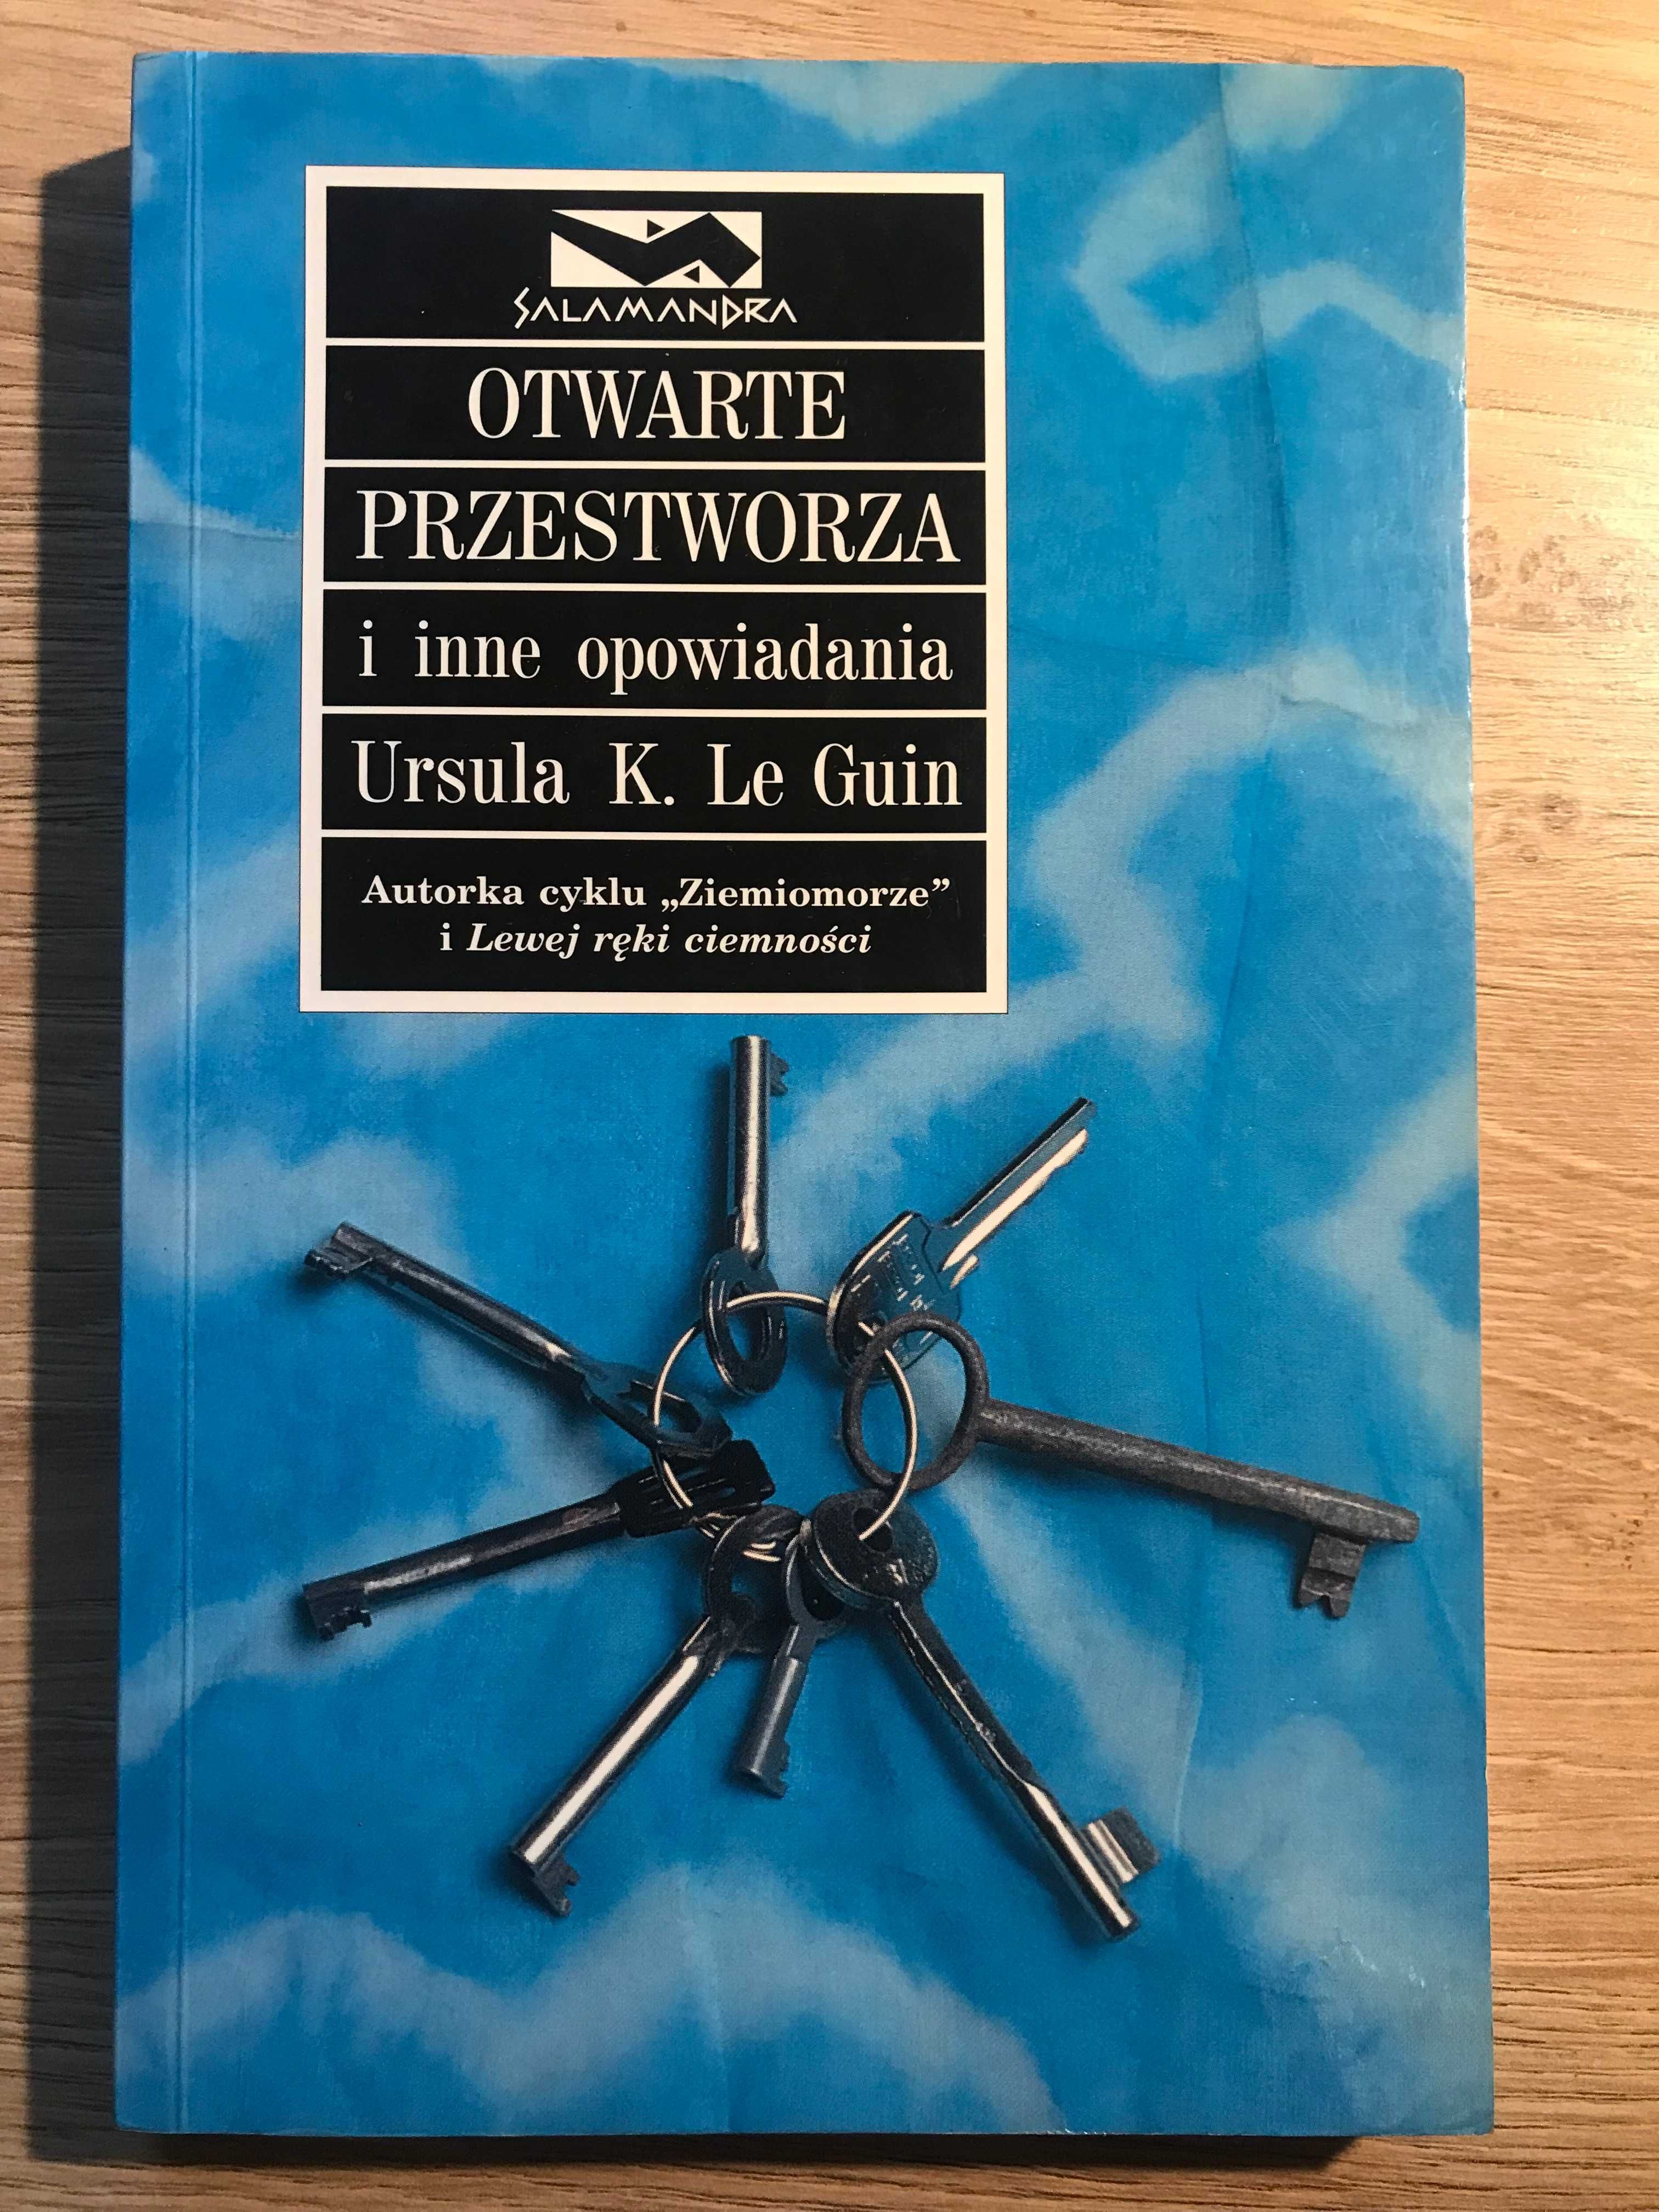 SALAMANDRA
OTWARTE
PRZESTWORZA
i inne opowiadania
Ursula K. Le Guin
Autorka cyklu „Ziemiomorze”
i Lewej ręki ciemności